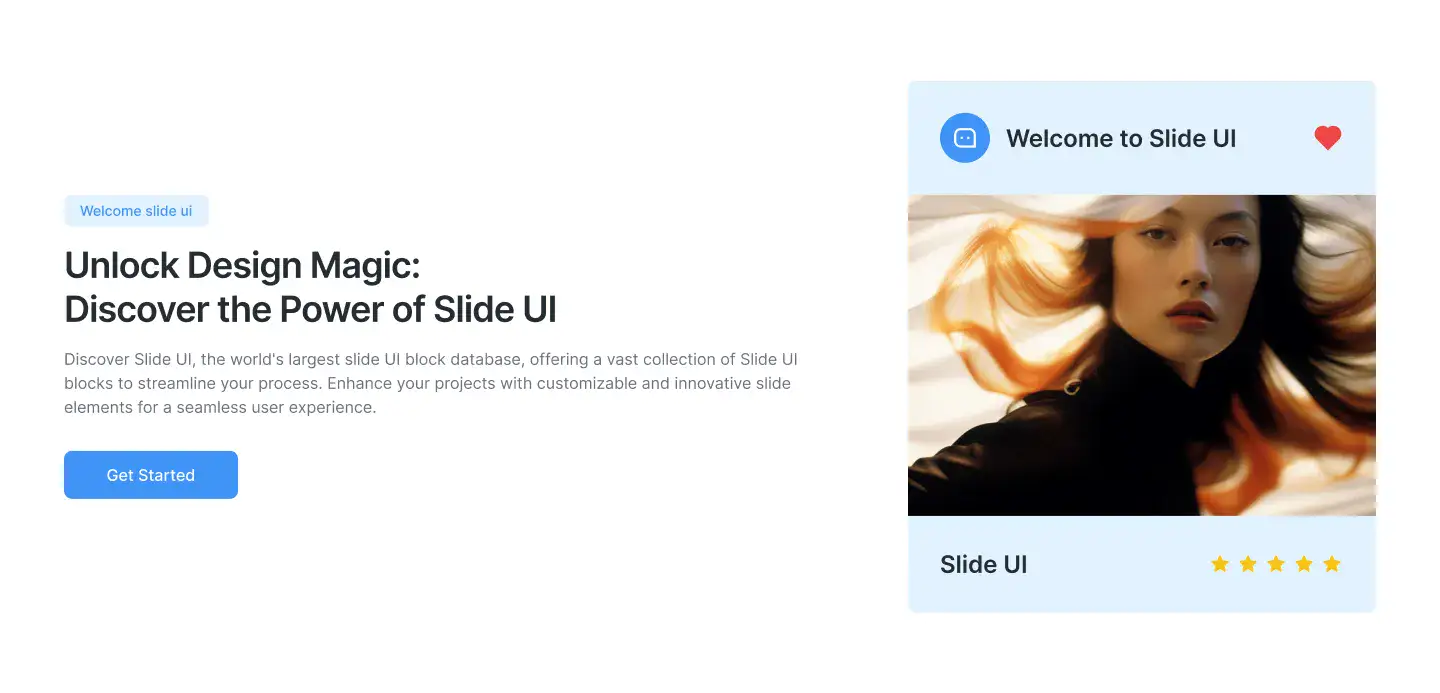 Welcome slide ui
Unlock Design Magic:
Discover the Power of Slide UI
Discover Slide UI, the world's largest slide UI block database, offering a vast collection of Slide UI
blocks to streamline your process. Enhance your projects with customizable and innovative slide
elements for a seamless user experience.
Get Started
Welcome to Slide UI
Slide UI